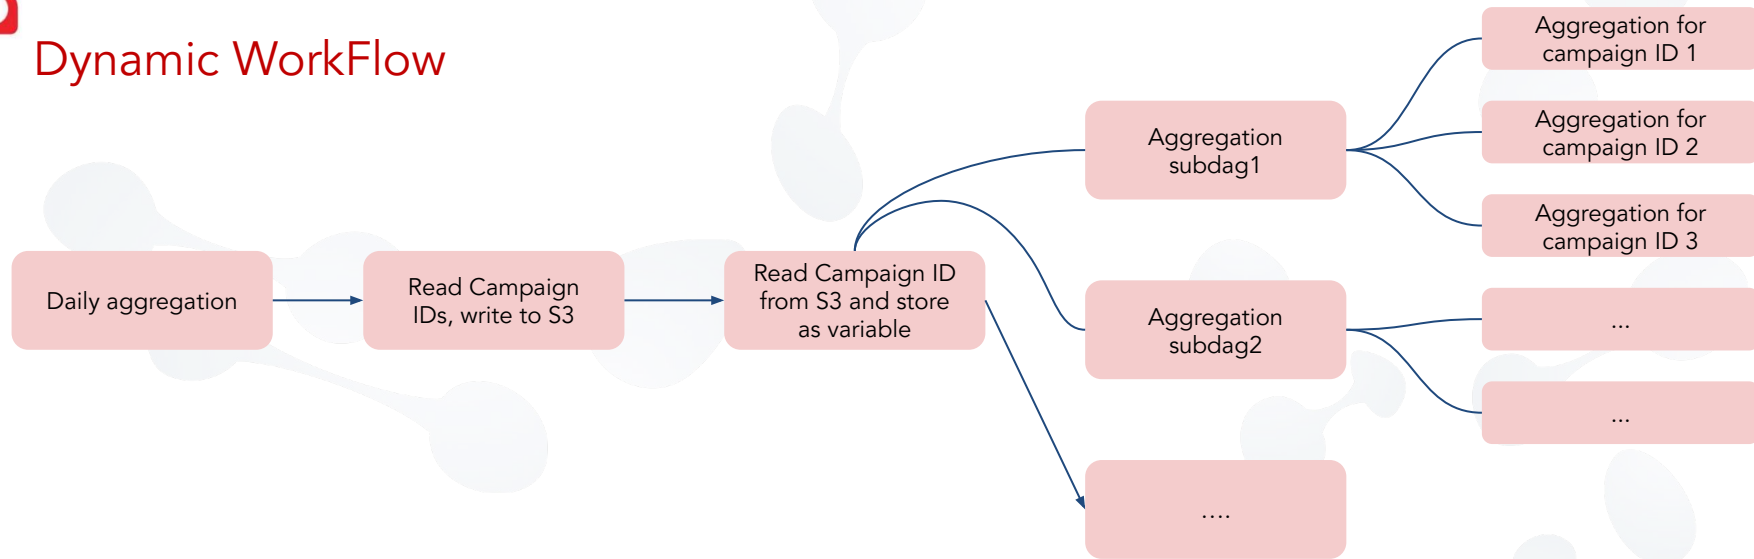 Dynamic WorkFlow
Daily aggregation
Read Campaign
IDs, write to S3
Read Campaign ID
from S3 and store
as variable
Aggregation
subdag1
Aggregation
subdag2
....
Aggregation for
campaign ID 1
Aggregation for
campaign ID 2
Aggregation for
campaign ID 3
...
...